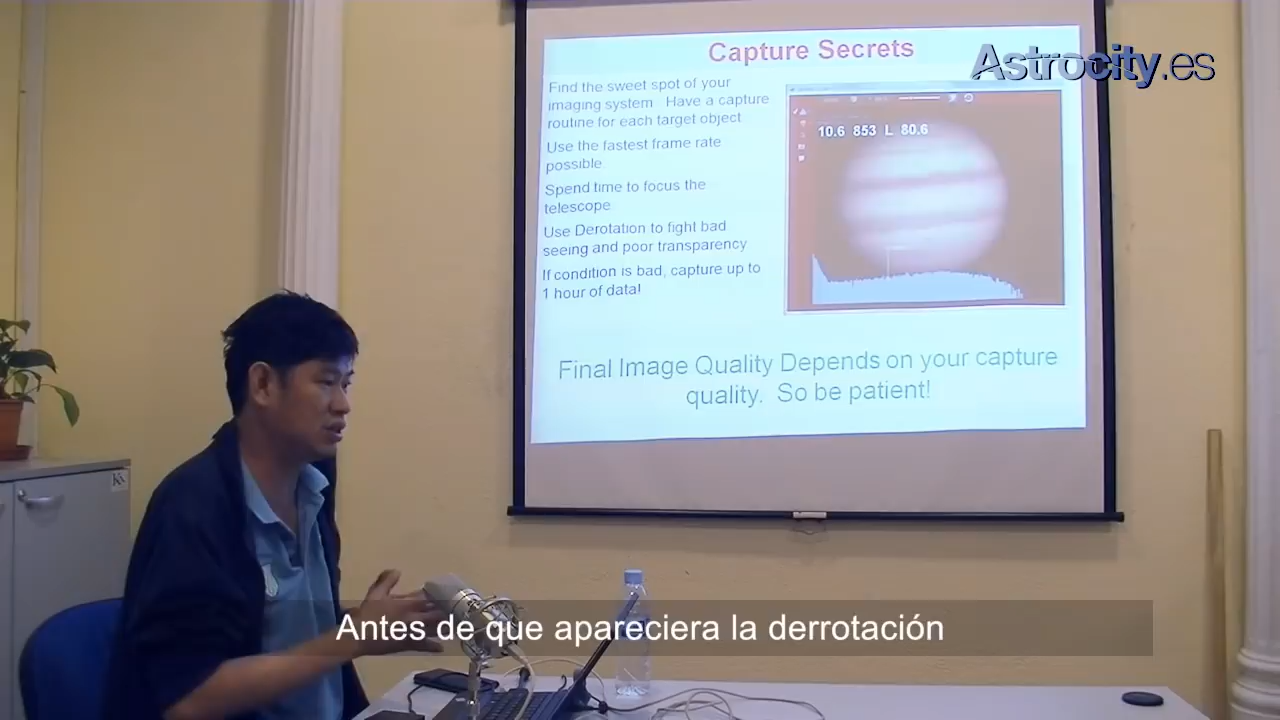 Capture Secrets
Astrocity.es
Find the sweet spot of your
imaging system Have a capture
routine for each target object
Use the fastest frame rate
possible
Spend time to focus the
telescope
Use Derotation to fight bad
seeing and poor transparency
If condition is bad, capture up to
1 hour of data!
10.6 853 L 80.6
Final Image Quality Depends on your capture
quality. So be patient!
Antes de que apareciera la derrotación